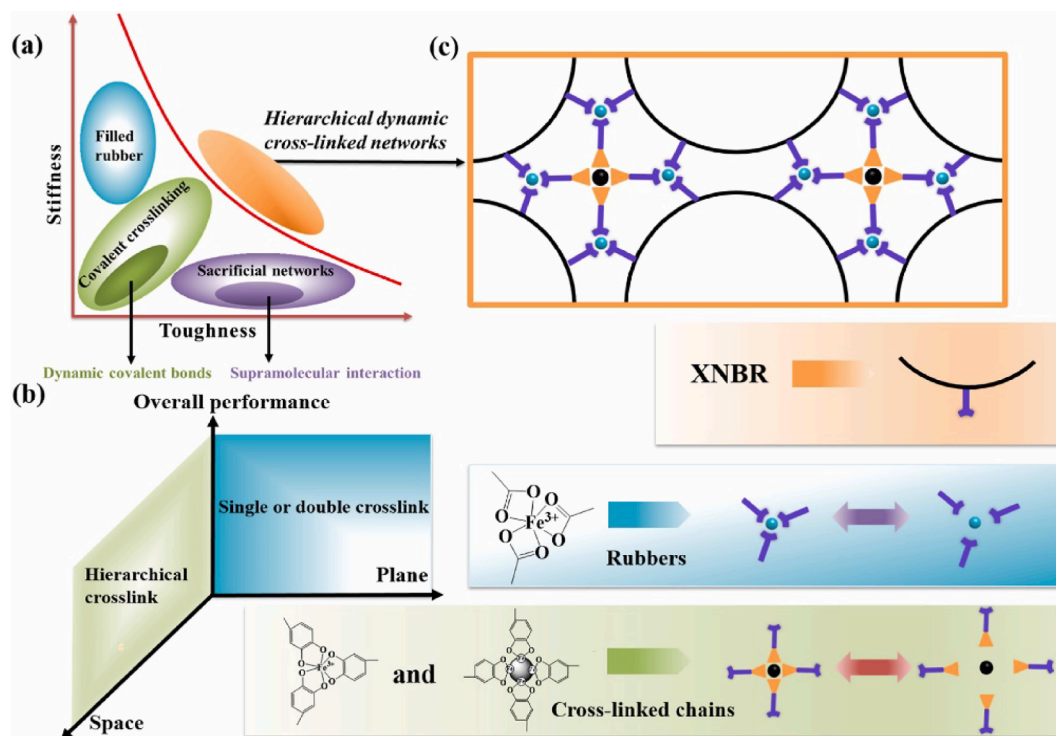 (a)
Stiffness
Filled
rubber
Covalent crosslinking
Sacrificial networks
Toughness
Dynamic covalent bonds
Supramolecular interaction
Hierarchical dynamic
cross-linked networks
(c)
XNBR
(b)
Overall performance
Single or double crosslink
Plane
Hierarchical
crosslink
Space
O
O
O
Fe3+
O
O
O
Rubbers
O
O
O
Fe3+
O
O
O
and
O
O
O
O
O
O
O
O
Cross-linked chains